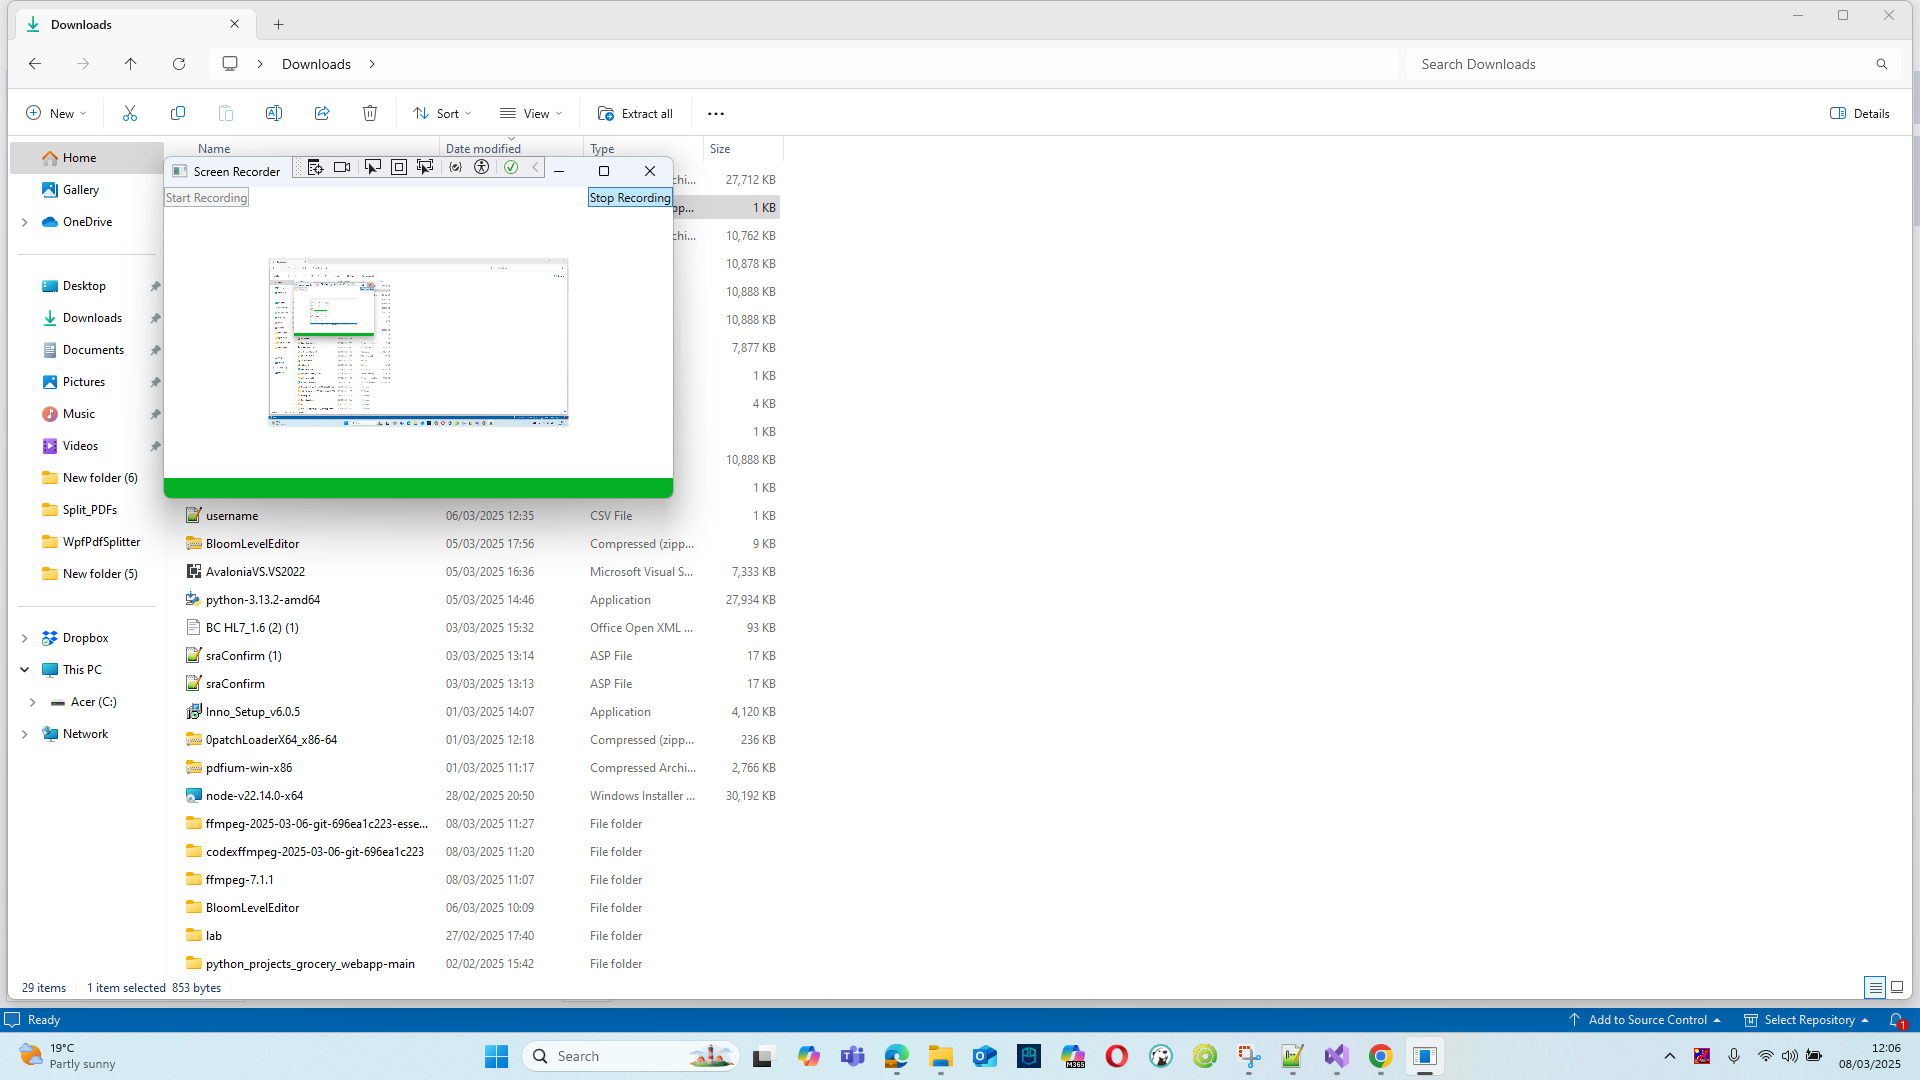 Downloads
Downloads
Search Downloads
New
Sort
View
Extract all
Details
Name Date modified Type Size
Home
Gallery
OneDrive
Desktop
Downloads
Documents
Pictures
Music
Videos
New folder (6)
Split_PDFs
WpfPdfSplitter
New folder (5)
Dropbox
This PC
Acer (C:)
Network
Screen Recorder
Start Recording Stop Recording
chi... 27,712 KB
pp... 1 KB
chi... 10,762 KB
10,878 KB
10,888 KB
10,888 KB
7,877 KB
1 KB
4 KB
1 KB
10,888 KB
1 KB
username 06/03/2025 12:35 CSV File 1 KB
BloomLevelEditor 05/03/2025 17:56 Compressed (zipp... 9 KB
AvaloniaVS.VS2022 05/03/2025 16:36 Microsoft Visual S... 7,333 KB
python-3.13.2-amd64 05/03/2025 14:46 Application 27,934 KB
BC HL7_1.6 (2) (1) 03/03/2025 15:32 Office Open XML ... 93 KB
sraConfirm (1) 03/03/2025 13:14 ASP File 17 KB
sraConfirm 03/03/2025 13:13 ASP File 17 KB
Inno_Setup_v6.0.5 01/03/2025 14:07 Application 4,120 KB
0patchLoaderX64_x86-64 01/03/2025 12:18 Compressed (zipp... 236 KB
pdfium-win-x86 01/03/2025 11:17 Compressed Archi... 2,766 KB
node-v22.14.0-x64 28/02/2025 20:50 Windows Installer ... 30,192 KB
ffmpeg-2025-03-06-git-696ea1c223-esse... 08/03/2025 11:27 File folder
codexffmpeg-2025-03-06-git-696ea1c223 08/03/2025 11:20 File folder
ffmpeg-7.1.1 08/03/2025 11:07 File folder
BloomLevelEditor 06/03/2025 10:09 File folder
lab 27/02/2025 17:40 File folder
python_projects_grocery_webapp-main 02/02/2025 15:42 File folder
29 items 1 item selected 853 bytes
Ready Add to Source Control Select Repository 1
19°C
Partly sunny
Search
M365
12:06
08/03/2025